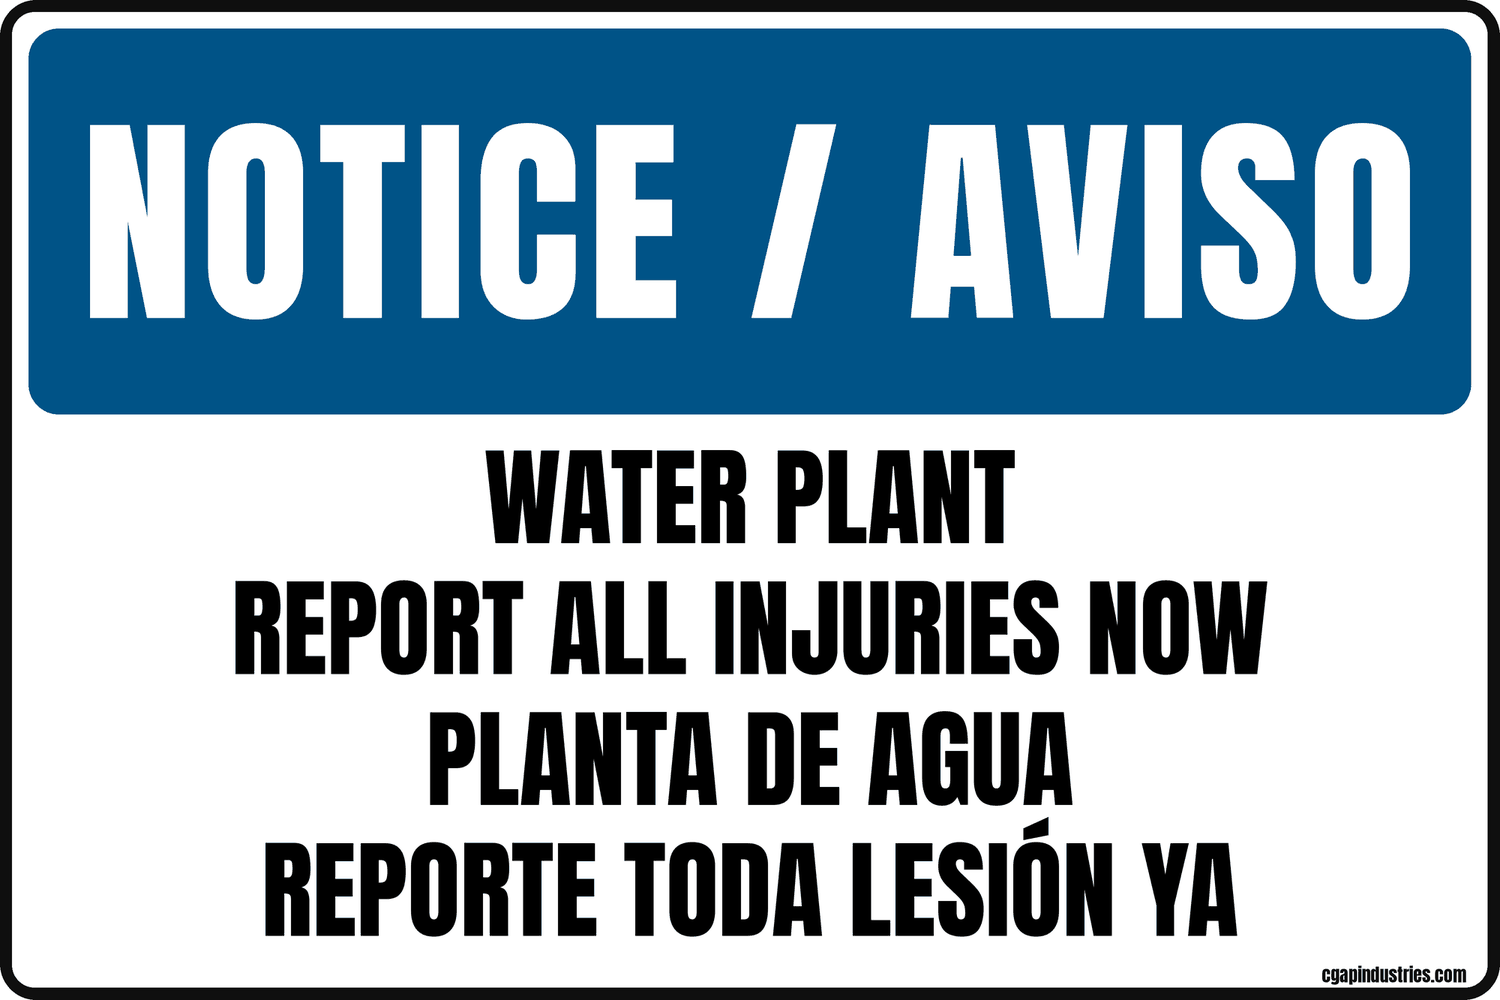 NOTICE / AVISO
WATER PLANT
REPORT ALL INJURIES NOW
PLANTA DE AGUA
REPORTE TODA LESIÓN YA
cgapindustries.com